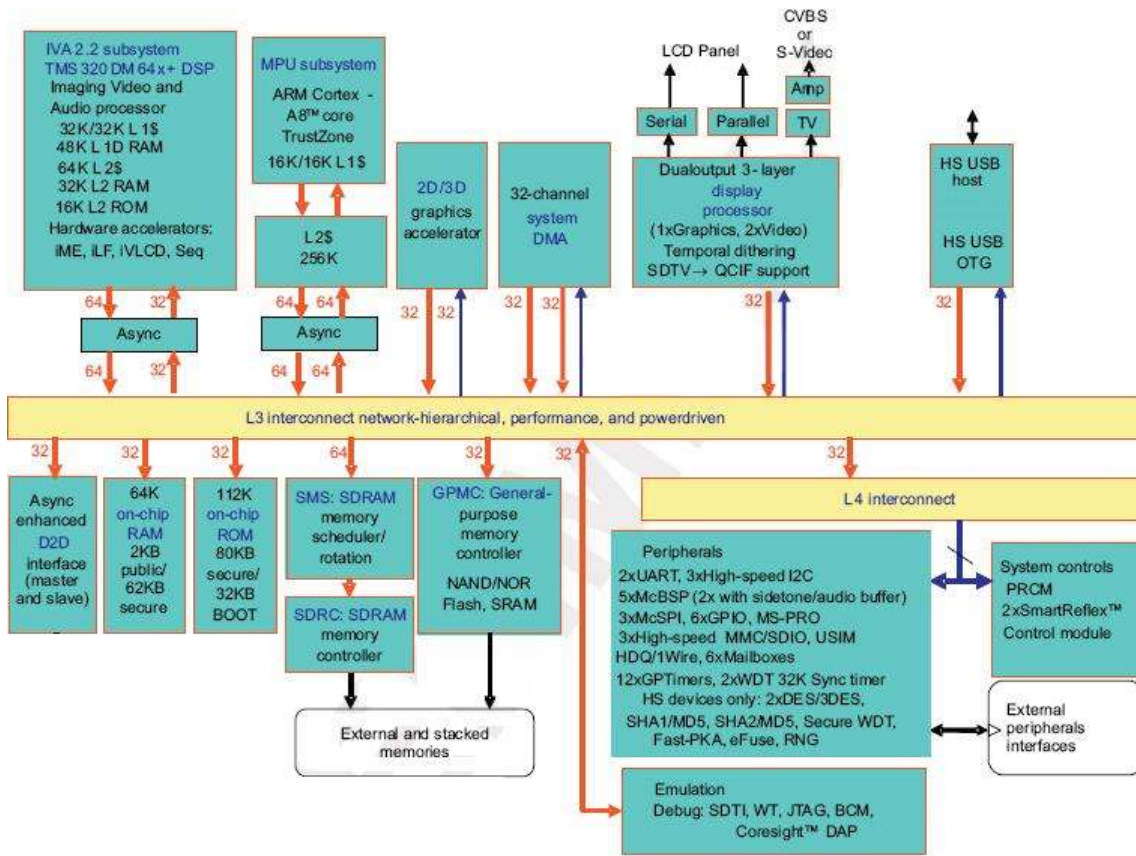 IVA 2.2 subsystem
TMS 320 DM 64x+ DSP
Imaging Video and
Audio processor
32K/32K L 1$
48K L 1D RAM
64K L 2$
32K L2 RAM
16K L2 ROM
Hardware accelerators:
iME, iLF, iVLCD, Seq
64
32
Async
64
32
MPU subsystem
ARM Cortex -
A8™ core
TrustZone
16K/16K L1$
L2$
256K
64
64
Async
64
64
2D/3D
graphics
accelerator
32
32
32-channel
system
DMA
32
32
LCD Panel
CVBS
or
S-Video
Amp
Serial
Parallel
TV
Dualoutput 3- layer
display
processor
(1xGraphics, 2xVideo)
Temporal dithering
SDTV→ QCIF support
32
HS USB
host
HS USB
OTG
32
L3 interconnect network-hierarchical, performance, and powerdriven
32
32
32
64
32
32
32
Async
enhanced
D2D
interface
(master
and slave)
64K
on-chip
RAM
2KB
public/
62KB
secure
112K
on-chip
ROM
80KB
secure/
32KB
BOOT
SMS: SDRAM
memory
scheduler/
rotation
SDRC: SDRAM
memory
controller
GPMC: General-
purpose
memory
controller
NAND/NOR
Flash, SRAM
External and stacked
memories
L4 interconnect
Peripherals
2xUART, 3xHigh-speed I2C
5xMcBSP (2x with sidetone/audio buffer)
3xMcSPI, 6xGPIO, MS-PRO
3xHigh-speed MMC/SDIO, USIM
HDQ/1Wire, 6xMailboxes
12xGPTimers, 2xWDT 32K Sync timer
HS devices only: 2xDES/3DES,
SHA1/MD5, SHA2/MD5, Secure WDT,
Fast-PKA, eFuse, RNG
System controls
PRCM
2xSmartReflex™
Control module
External
peripherals
interfaces
Emulation
Debug: SDTI, WT, JTAG, BCM,
Coresight™ DAP